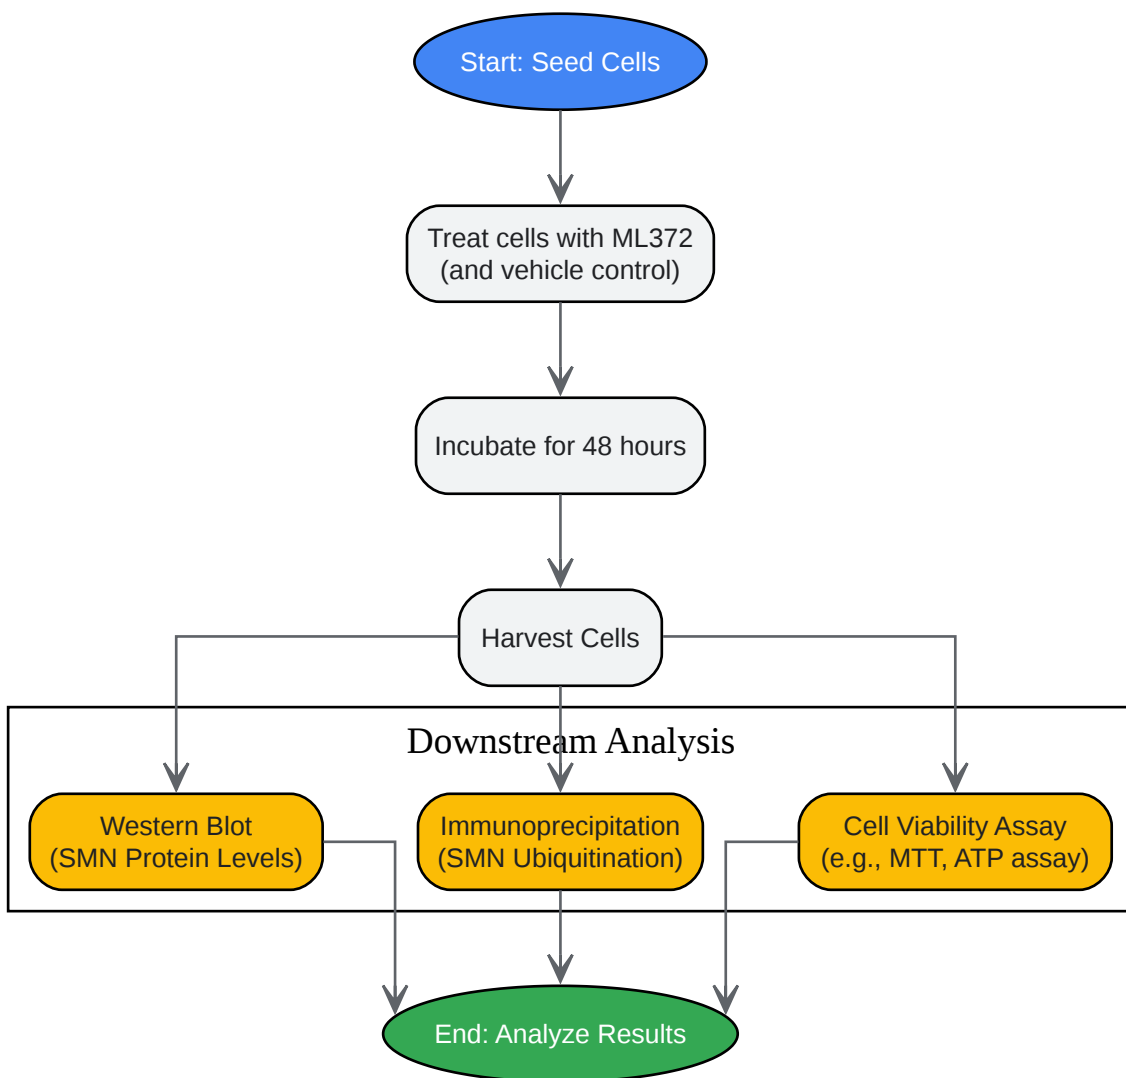 Start: Seed Cells
Treat cells with ML372
(and vehicle control)
Incubate for 48 hours
Harvest Cells
Downstream Analysis
Western Blot
(SMN Protein Levels)
Immunoprecipitation
(SMN Ubiquitination)
Cell Viability Assay
(e.g., MTT, ATP assay)
End: Analyze Results